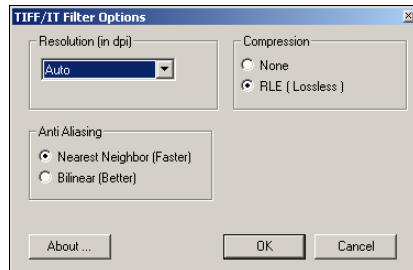 TIFF/IT Filter Options
Resolution (in dpi)
Auto
Compression
None
RLE ( Lossless )
Anti Aliasing
Nearest Neighbor (Faster)
Bilinear (Better)
About ...
OK
Cancel